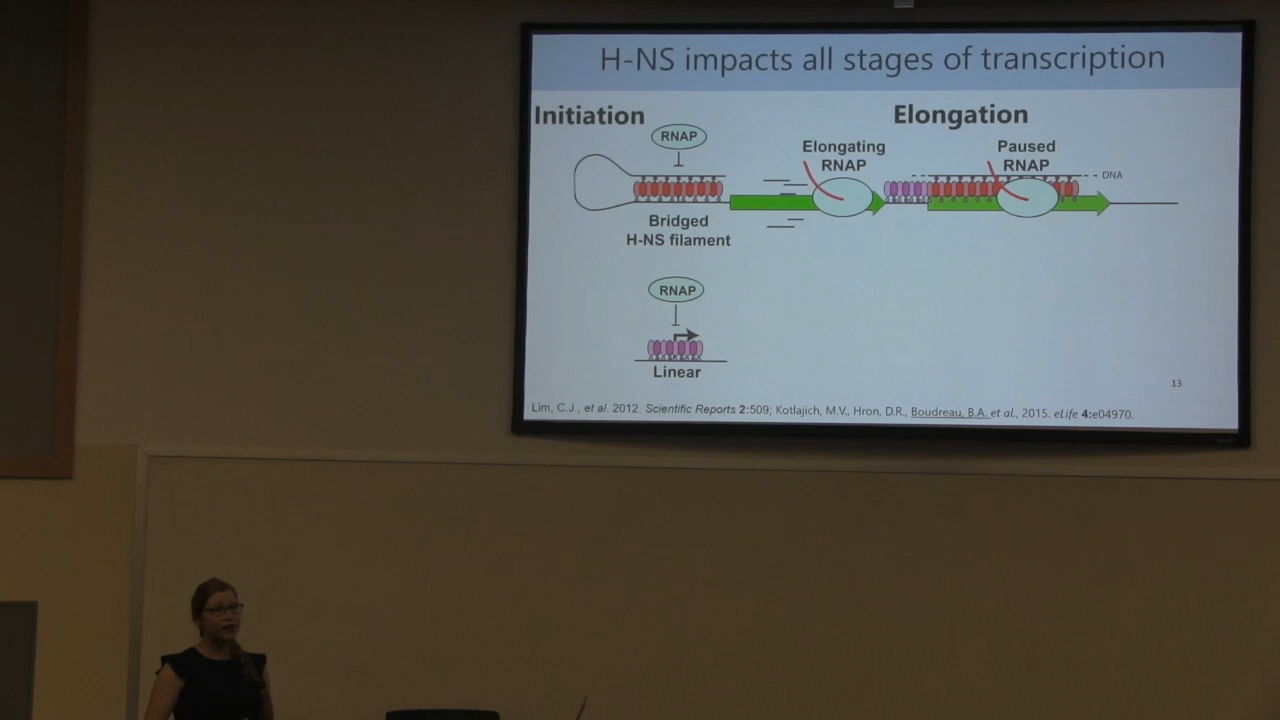 H-NS impacts all stages of transcription
Initiation
Elongation
RNAP
Elongating
RNAP
Paused
RNAP
DNA
Bridged
H-NS filament
RNAP
Linear
13
Lim, C.J., et al. 2012. Scientific Reports 2:509; Kotlajich, M.V., Hron, D.R., Boudreau, B.A. et al., 2015. eLife 4:e04970.